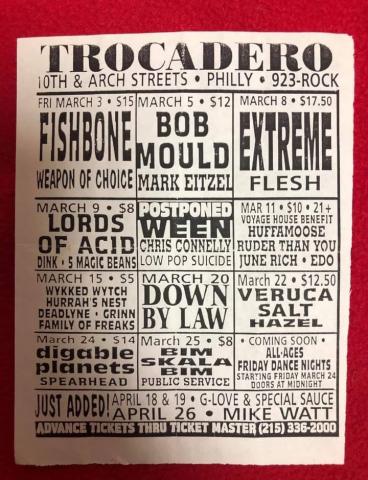 TROCADERO
10TH & ARCH STREETS • PHILLY • 923-ROCK
FRI MARCH 3 • $15
FISHBONE
WEAPON OF CHOICE
MARCH 5 • $12
BOB
MOULD
MARK EITZEL
MARCH 8 • $17.50
EXTREME
FLESH
MARCH 9 • $8
LORDS
OF ACID
DINK • 5 MAGIC BEANS
POSTPONED
WEEN
CHRIS CONNELLY
LOW POP SUICIDE
MAR 11 • $10 • 21+
VOYAGE HOUSE BENEFIT
HUFFAMOOSE
RUDER THAN YOU
JUNE RICH • EDO
MARCH 15 • $5
WYKKED WYTCH
HURRAH'S NEST
DEADLYNE • GRINN
FAMILY OF FREAKS
MARCH 20
DOWN
BY LAW
March 22 • $12.50
VERUCA
SALT
HAZEL
March 24 • $14
digable
planets
SPEARHEAD
March 25 • $8
BIM
SKALA
BIM
PUBLIC SERVICE
• COMING SOON •
ALL-AGES
FRIDAY DANCE NIGHTS
STARTING FRIDAY MARCH 24
DOORS AT MIDNIGHT
JUST ADDED! APRIL 18 & 19 • G-LOVE & SPECIAL SAUCE
APRIL 26 • MIKE WATT
ADVANCE TICKETS THRU TICKET MASTER (215) 336-2000